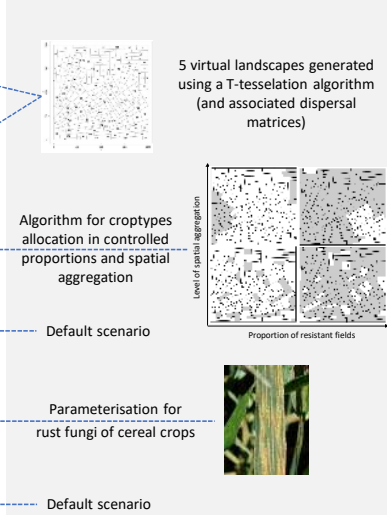 5 virtual landscapes generated
using a T-tesselation algorithm
(and associated dispersal
matrices)
Algorithm for croptypes
allocation in controlled
proportions and spatial
aggregation
Level of spatial aggregation
Proportion of resistant fields
Default scenario
Parameterisation for
rust fungi of cereal crops
Default scenario